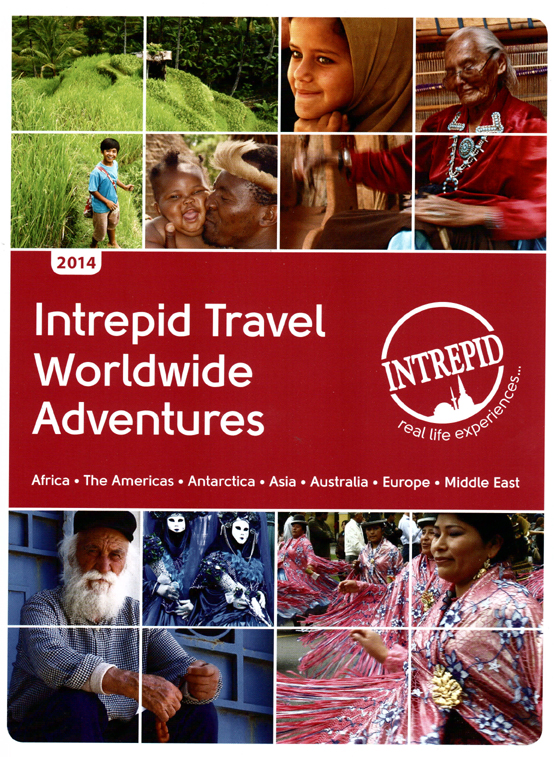 2014
Intrepid Travel
Worldwide
Adventures
INTREPID
real life experiences...
Africa • The Americas • Antarctica • Asia • Australia • Europe • Middle East